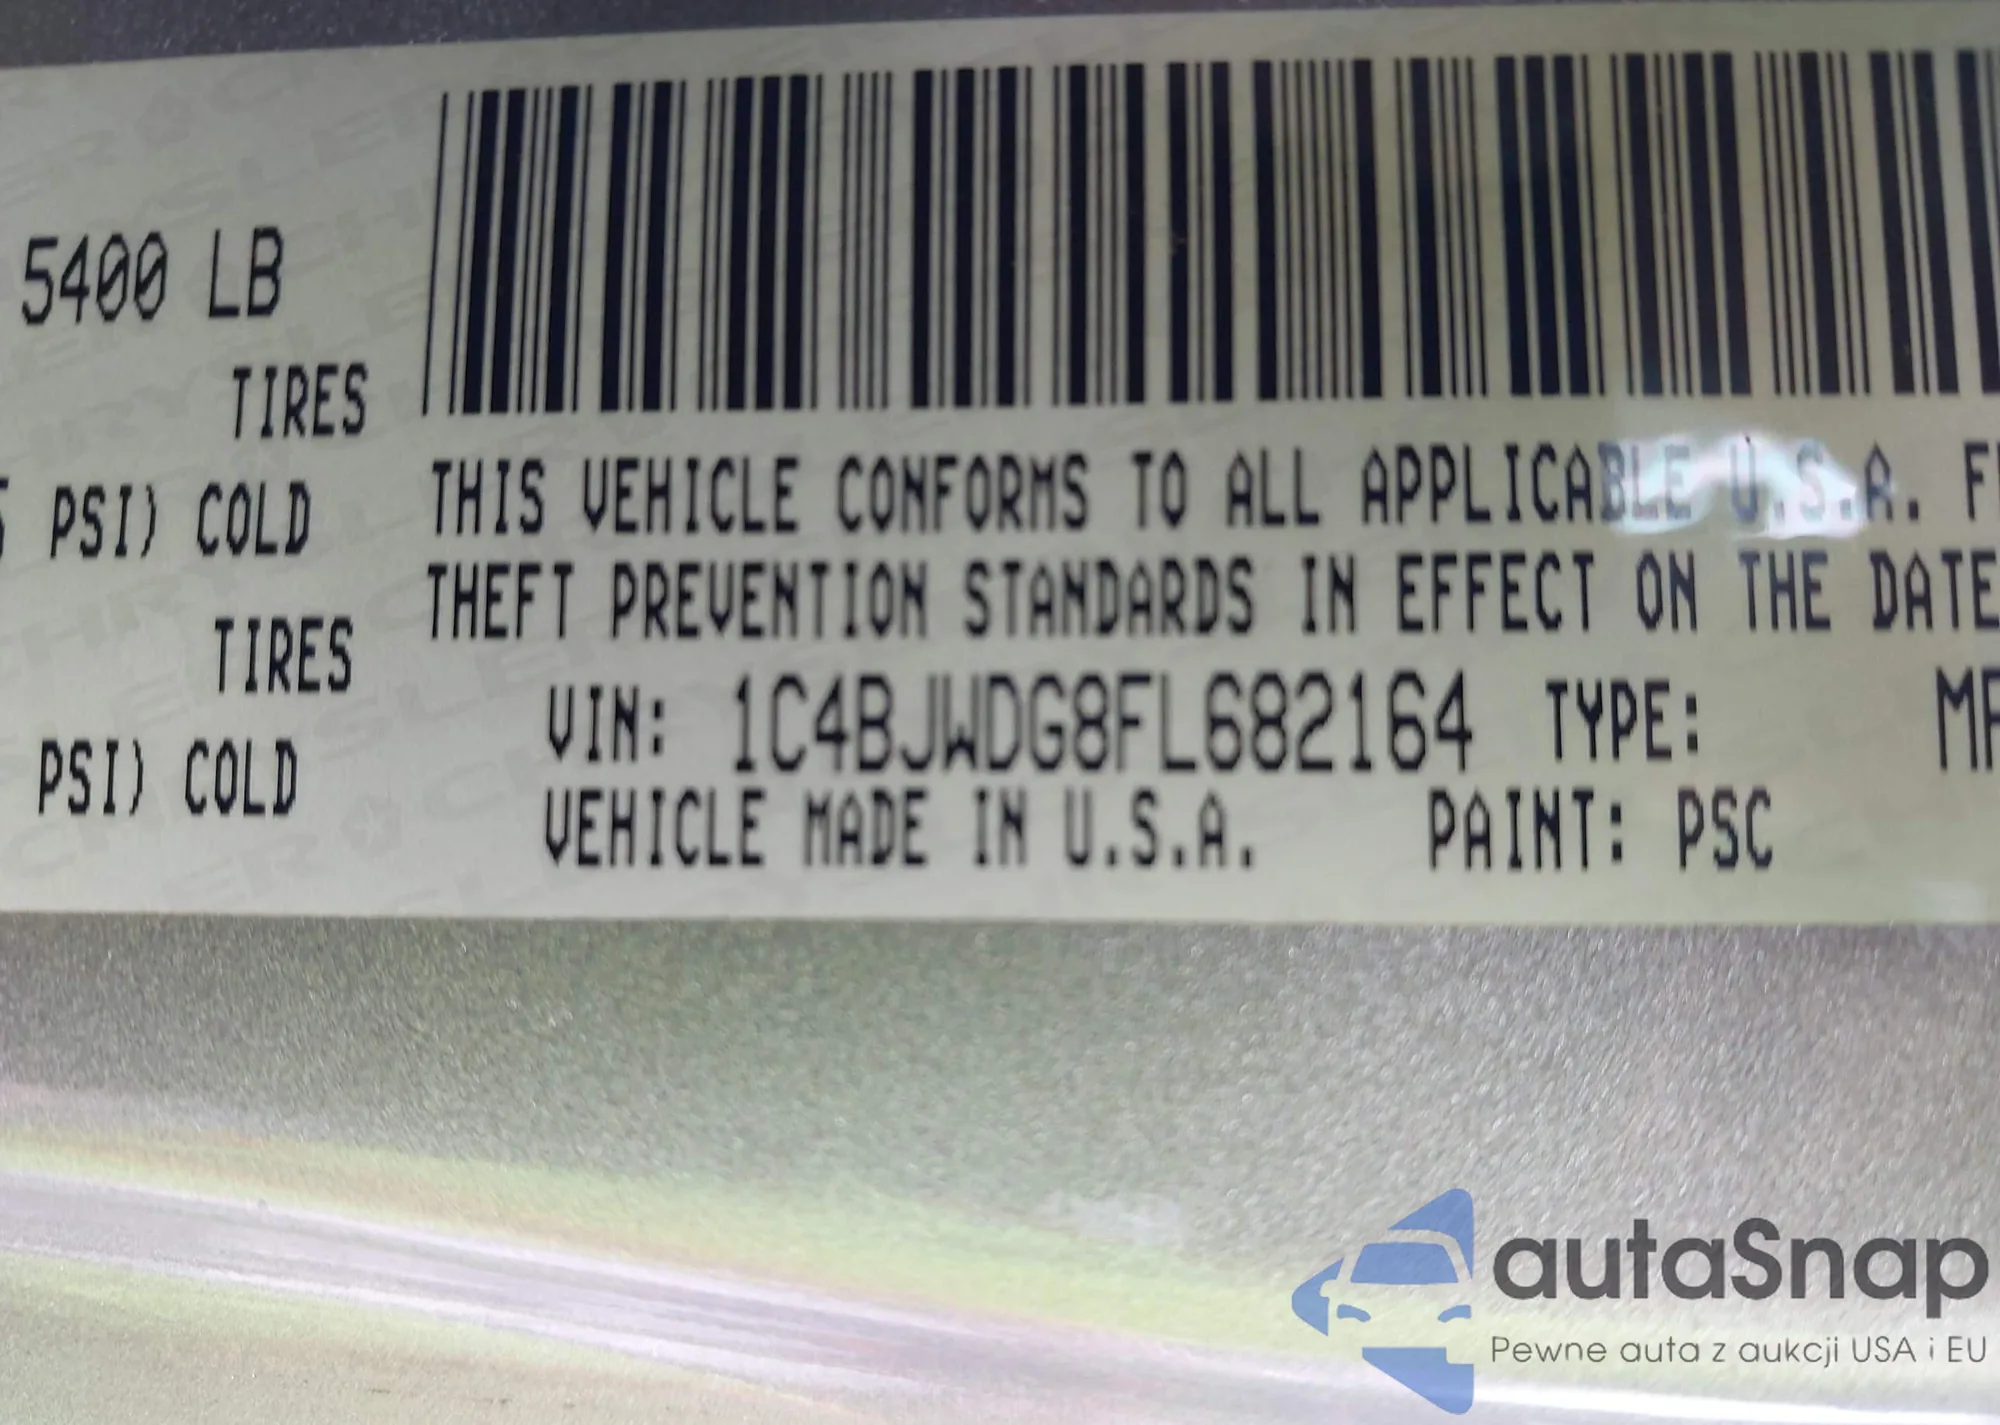 5400 LB
TIRES
PSI) COLD
TIRES
PSI) COLD
THIS VEHICLE CONFORMS TO ALL APPLICABLE U.S.A.
THEFT PREVENTION STANDARDS IN EFFECT ON THE DATE
VIN: 1C4BJWDG8FL682164 TYPE:
VEHICLE MADE IN U.S.A. PAINT: PSC
autaSnap
Pewne auta z aukcji USA i EU